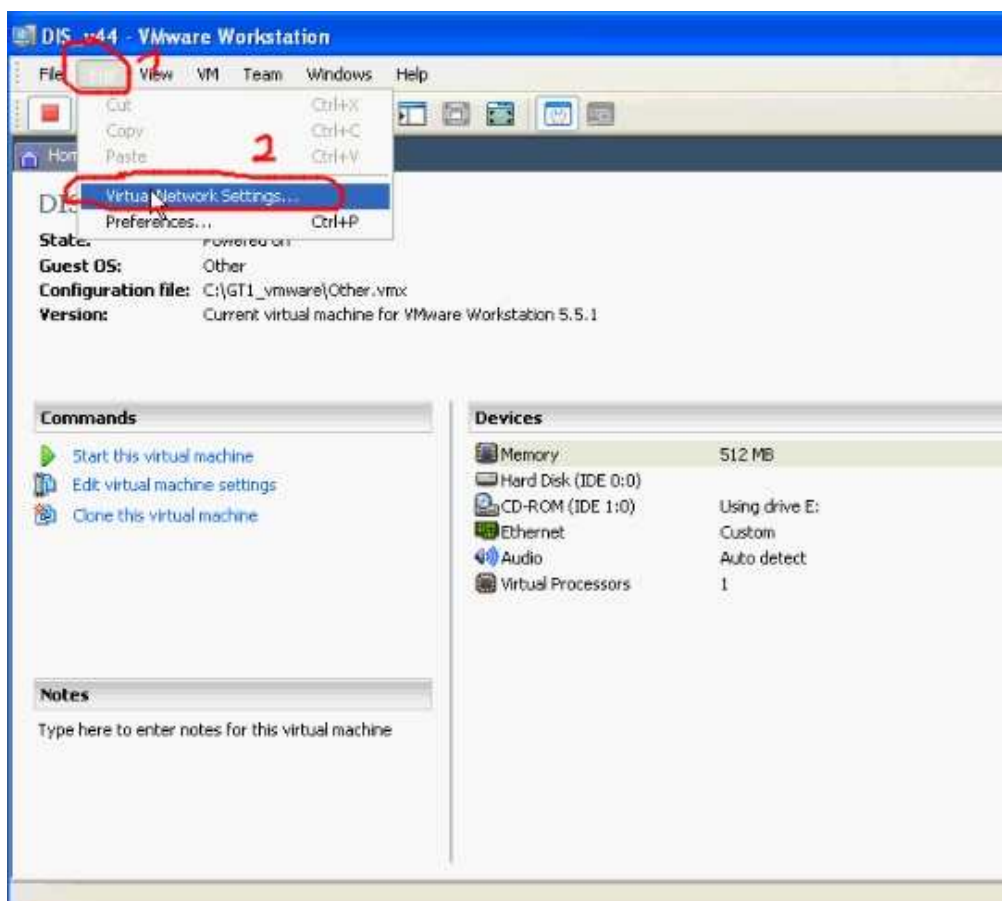 DIS_v44 - VMware Workstation
File View VM Team Windows Help
1
Cut Ctrl+X
Copy Ctrl+C
Paste Ctrl+V
2
Virtual Network Settings...
Preferences... Ctrl+P
State: Powered on
Guest OS: Other
Configuration file: C:\GT1_vmware\Other.vmx
Version: Current virtual machine for VMware Workstation 5.5.1
Commands
Start this virtual machine
Edit virtual machine settings
Clone this virtual machine
Devices
Memory 512 MB
Hard Disk (IDE 0:0)
CD-ROM (IDE 1:0) Using drive E:
Ethernet Custom
Audio Auto detect
Virtual Processors 1
Notes
Type here to enter notes for this virtual machine